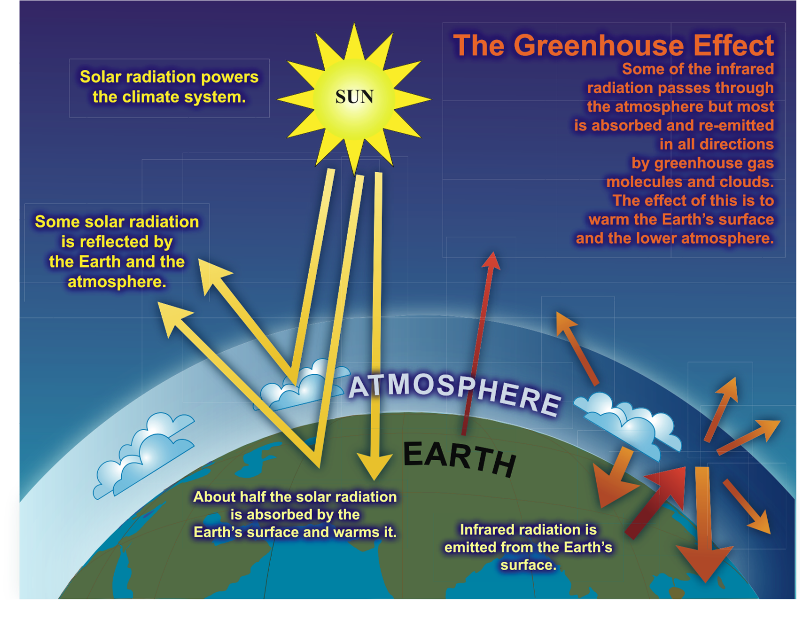 The Greenhouse Effect
Some of the infrared
radiation passes through
the atmosphere but most
is absorbed and re-emitted
in all directions
by greenhouse gas
molecules and clouds.
The effect of this is to
warm the Earth's surface
and the lower atmosphere.
Solar radiation powers
the climate system.
SUN
Some solar radiation
is reflected by
the Earth and the
atmosphere.
ATMOSPHERE
EARTH
About half the solar radiation
is absorbed by the
Earth's surface and warms it.
Infrared radiation is
emitted from the Earth's
surface.